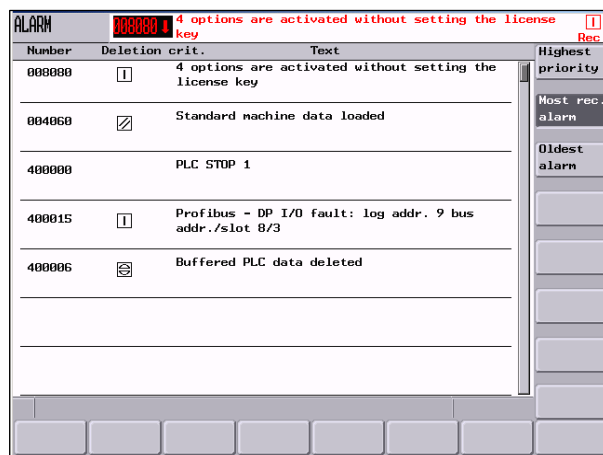 ALARM
008080
4 options are activated without setting the license
key
Rec
Number Deletion crit. Text
008080
4 options are activated without setting the
license key
004060
Standard machine data loaded
400000
PLC STOP 1
400015
Profibus - DP I/O fault: log addr. 9 bus
addr./slot 8/3
400006
Buffered PLC data deleted
Highest
priority
Most rec.
alarm
Oldest
alarm